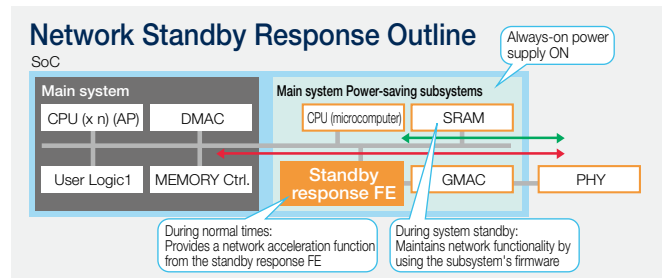 Network Standby Response Outline
Always-on power
supply ON
SoC
Main system
Main system Power-saving subsystems
CPU (x n) (AP)
DMAC
CPU (microcomputer)
SRAM
User Logic1
MEMORY Ctrl.
Standby
response FE
GMAC
PHY
During normal times:
Provides a network acceleration function
from the standby response FE
During system standby:
Maintains network functionality by
using the subsystem's firmware